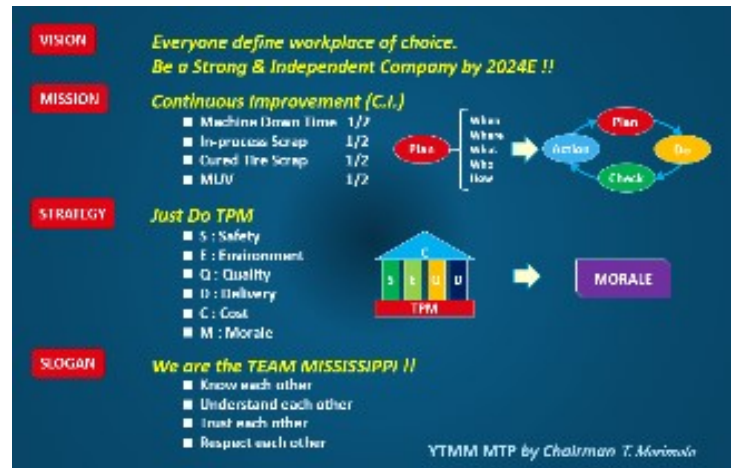 VISION
Everyone define workplace of choice.
Be a Strong & Independent Company by 2024E !!
MISSION
Continuous Improvement (C.I.)
■ Machine Down Time 1/2
■ In-process Scrap 1/2
■ Cured Tire Scrap 1/2
■ MUV 1/2
Plan
When
Where
What
Who
How
Plan
Do
Check
Action
STRATEGY
Just Do TPM
■ S : Safety
■ E : Environment
■ Q : Quality
■ D : Delivery
■ C : Cost
■ M : Morale
C
S E Q D
TPM
MORALE
SLOGAN
We are the TEAM MISSISSIPPI !!
■ Know each other
■ Understand each other
■ Trust each other
■ Respect each other
YTMM MTP by Chairman T. Morimoto